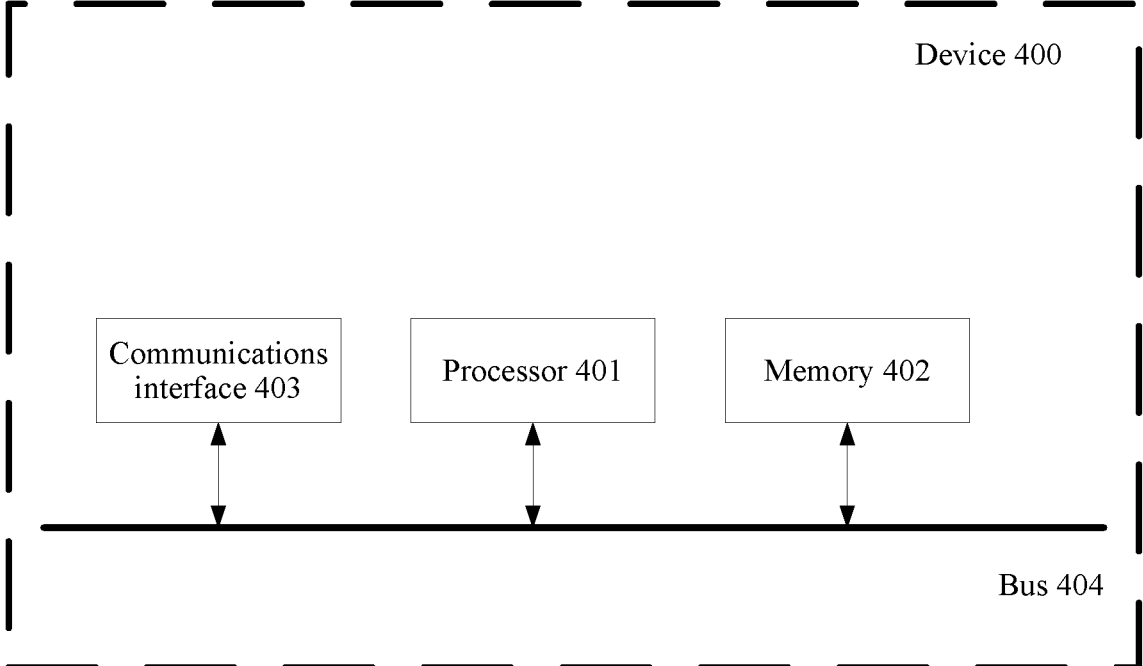 Device 400
Communications
interface 403
Processor 401
Memory 402
Bus 404